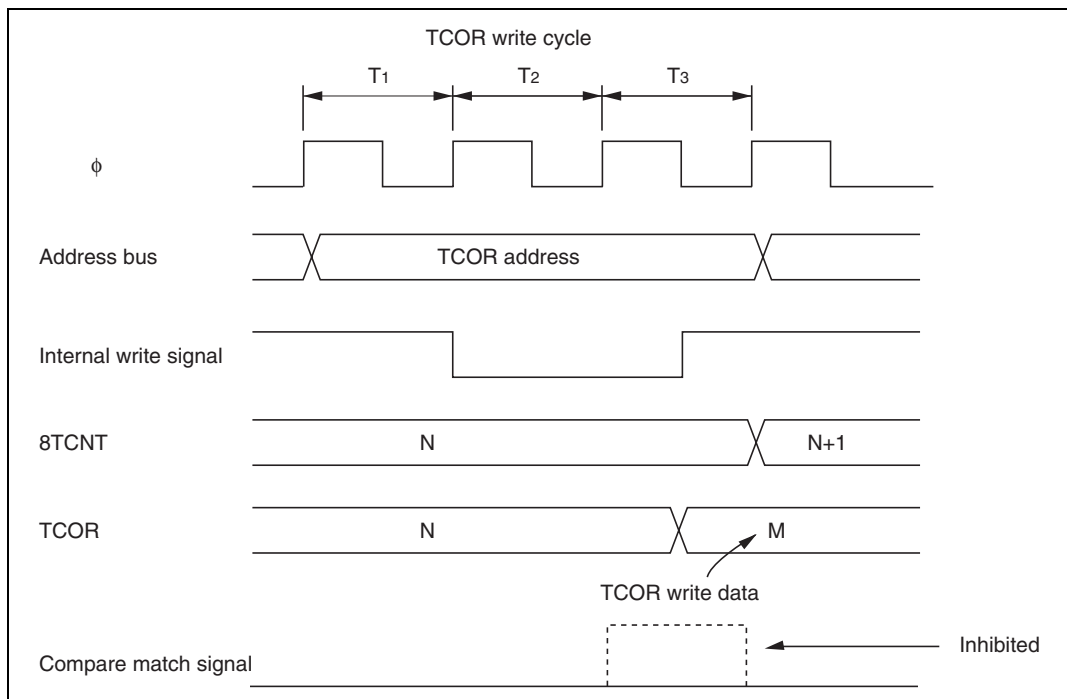 TCOR write cycle
T1 T2 T3
ϕ
Address bus TCOR address
Internal write signal
8TCNT N N+1
TCOR N M
TCOR write data
Compare match signal Inhibited